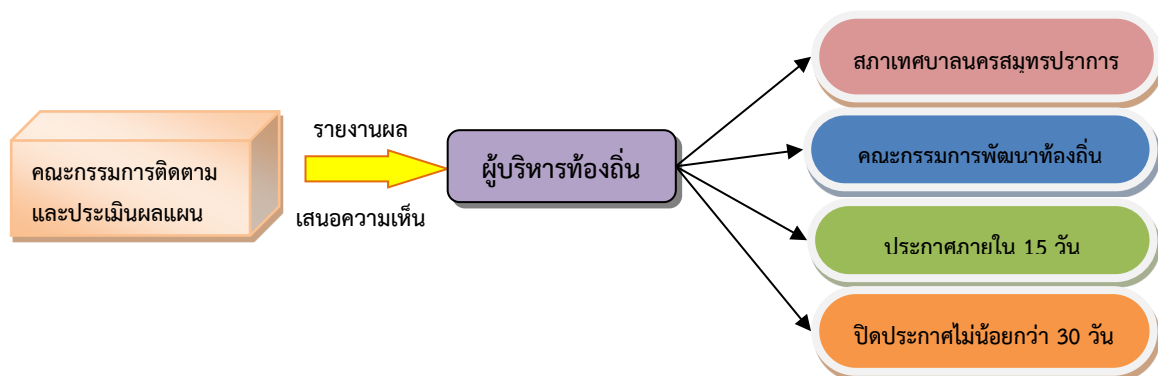 คณะกรรมการติดตาม
และประเมินผลแผน
รายงานผล
เสนอความเห็น
ผู้บริหารท้องถิ่น
สภาเทศบาลนครสมุทรปราการ
คณะกรรมการพัฒนาท้องถิ่น
ประกาศภายใน 15 วัน
ปิดประกาศไม่น้อยกว่า 30 วัน